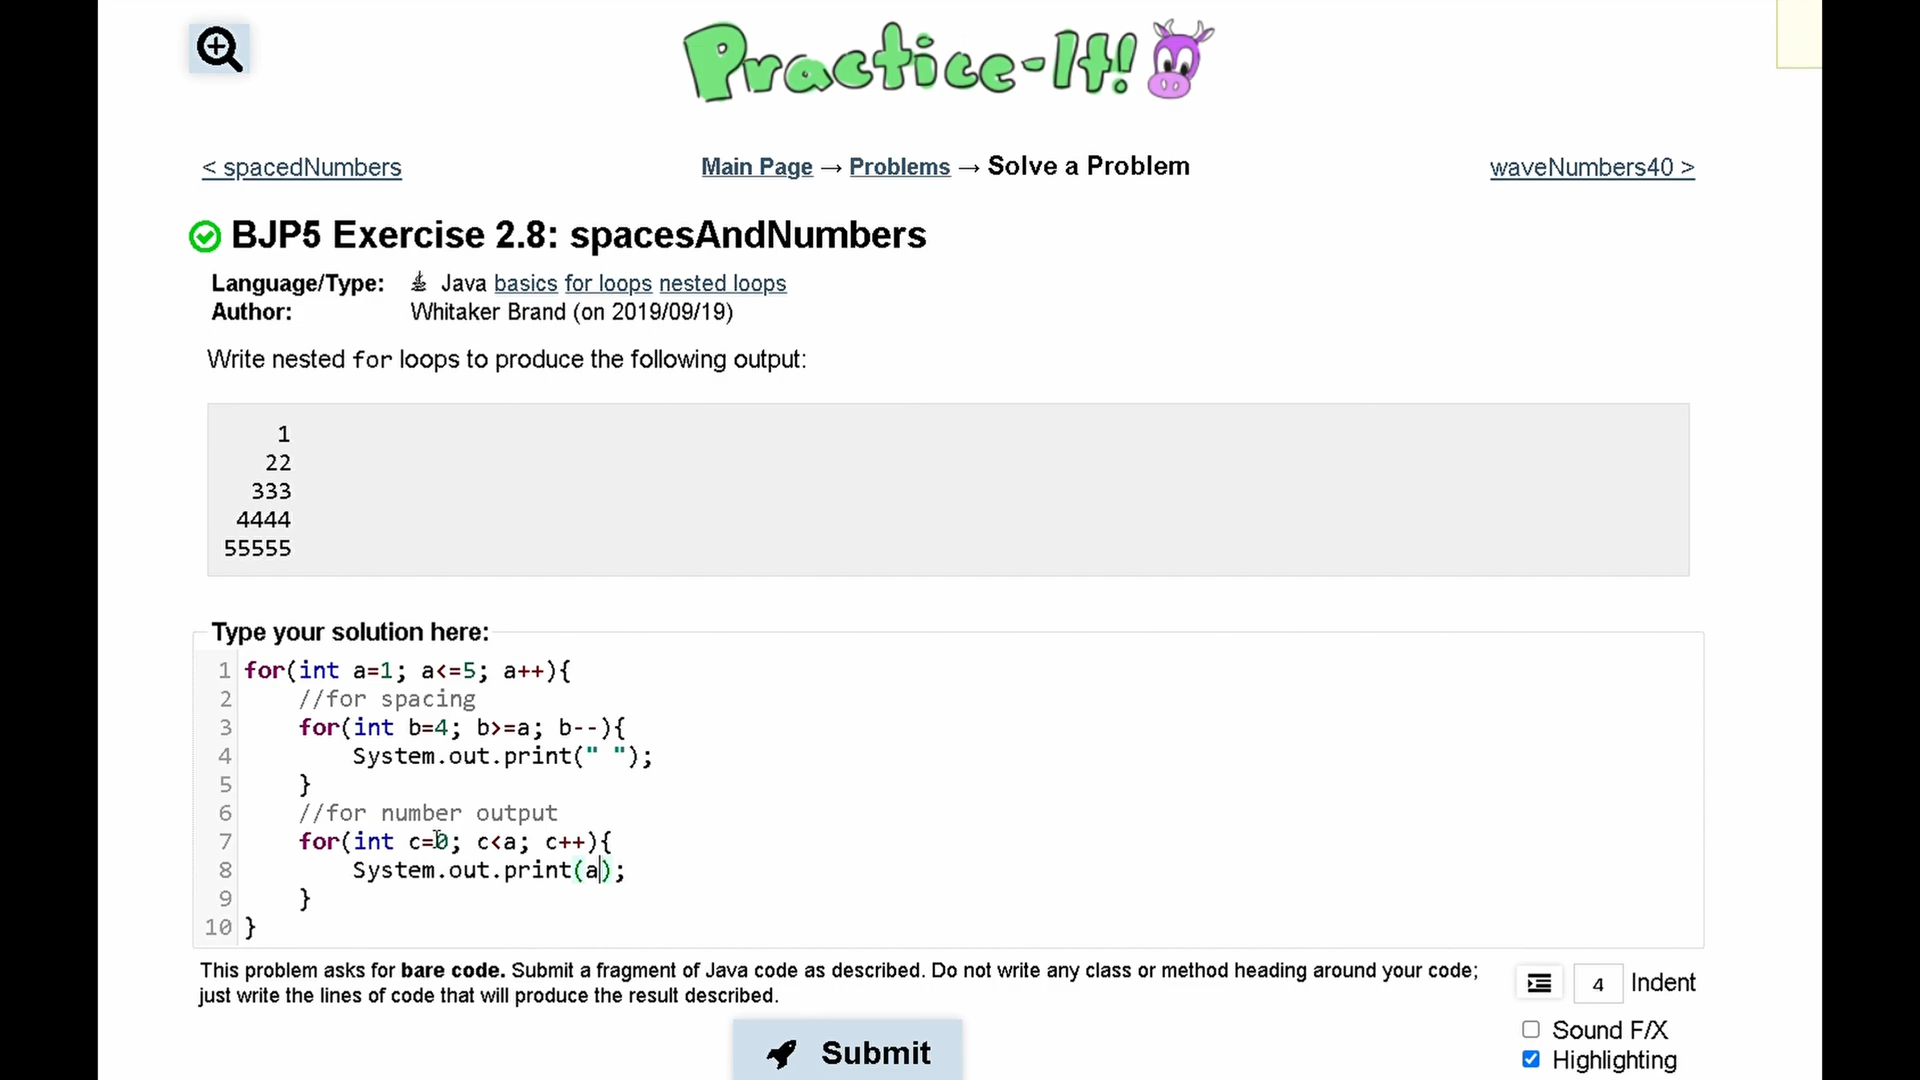 Practice-It!
< spacedNumbers
Main Page → Problems → Solve a Problem
waveNumbers40 >
BJP5 Exercise 2.8: spacesAndNumbers
Language/Type: Java basics for loops nested loops
Author: Whitaker Brand (on 2019/09/19)
Write nested for loops to produce the following output:
    1
   22
  333
 4444
55555
Type your solution here:
1 for(int a=1; a<=5; a++){
2     //for spacing
3     for(int b=4; b>=a; b--){
4         System.out.print(" ");
5     }
6     //for number output
7     for(int c=0; c<a; c++){
8         System.out.print(a);
9     }
10 }
This problem asks for bare code. Submit a fragment of Java code as described. Do not write any class or method heading around your code;
just write the lines of code that will produce the result described.
4 Indent
Sound F/X
Highlighting
Submit